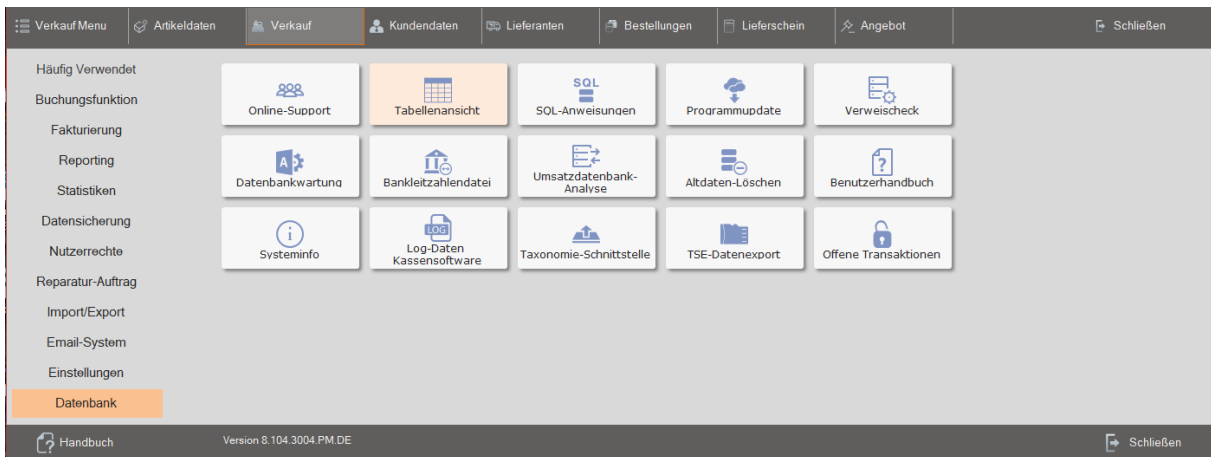 Verkauf Menu
Artikeldaten
Verkauf
Kundendaten
Lieferanten
Bestellungen
Lieferschein
Angebot
Schließen
Häufig Verwendet
Buchungsfunktion
Fakturierung
Reporting
Statistiken
Datensicherung
Nutzerrechte
Reparatur-Auftrag
Import/Export
Email-System
Einstellungen
Datenbank
Online-Support
Tabellenansicht
SQL
SQL-Anweisungen
Programmupdate
Verweischeck
A
Datenbankwartung
Bankleitzahlendatei
Umsatzdatenbank-
Analyse
Altdaten-Löschen
?
Benutzerhandbuch
i
Systeminfo
LOG
Log-Daten
Kassensoftware
Taxonomie-Schnittstelle
TSE-Datenexport
Offene Transaktionen
? Handbuch
Version 8.104.3004.PM.DE
Schließen